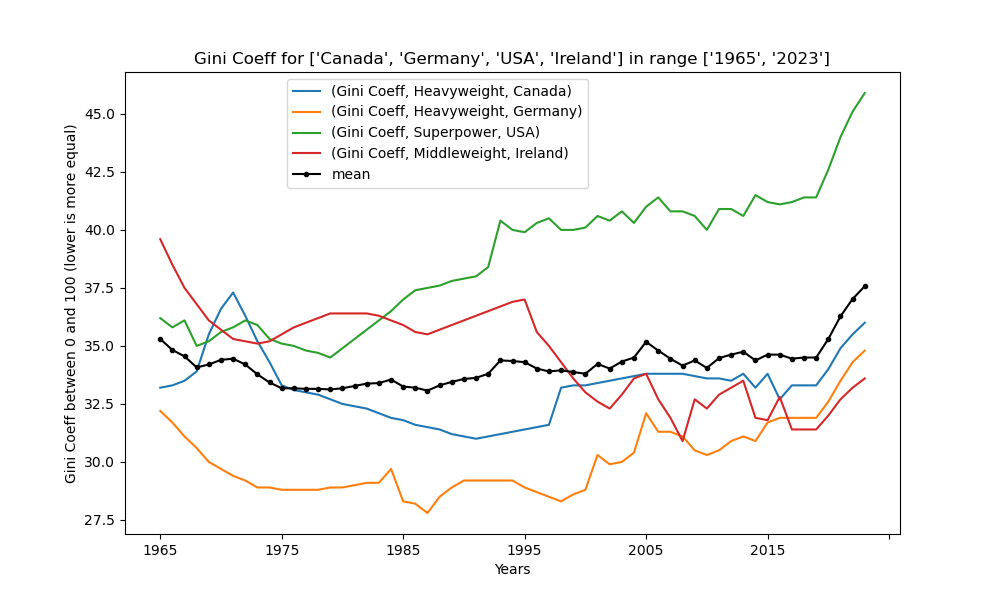 Gini Coeff for ['Canada', 'Germany', 'USA', 'Ireland'] in range ['1965', '2023']
(Gini Coeff, Heavyweight, Canada)
(Gini Coeff, Heavyweight, Germany)
(Gini Coeff, Superpower, USA)
(Gini Coeff, Middleweight, Ireland)
mean
Gini Coeff between 0 and 100 (lower is more equal)
45.0
42.5
40.0
37.5
35.0
32.5
30.0
27.5
1965 1975 1985 1995 2005 2015
Years